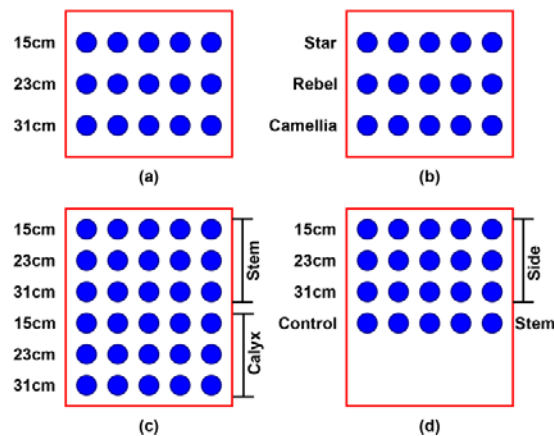 15cm
23cm
31cm
(a)
Star
Rebel
Camellia
(b)
15cm
23cm
31cm
Stem
15cm
23cm
31cm
Calyx
(c)
15cm
23cm
31cm
Side
Control
Stem
(d)